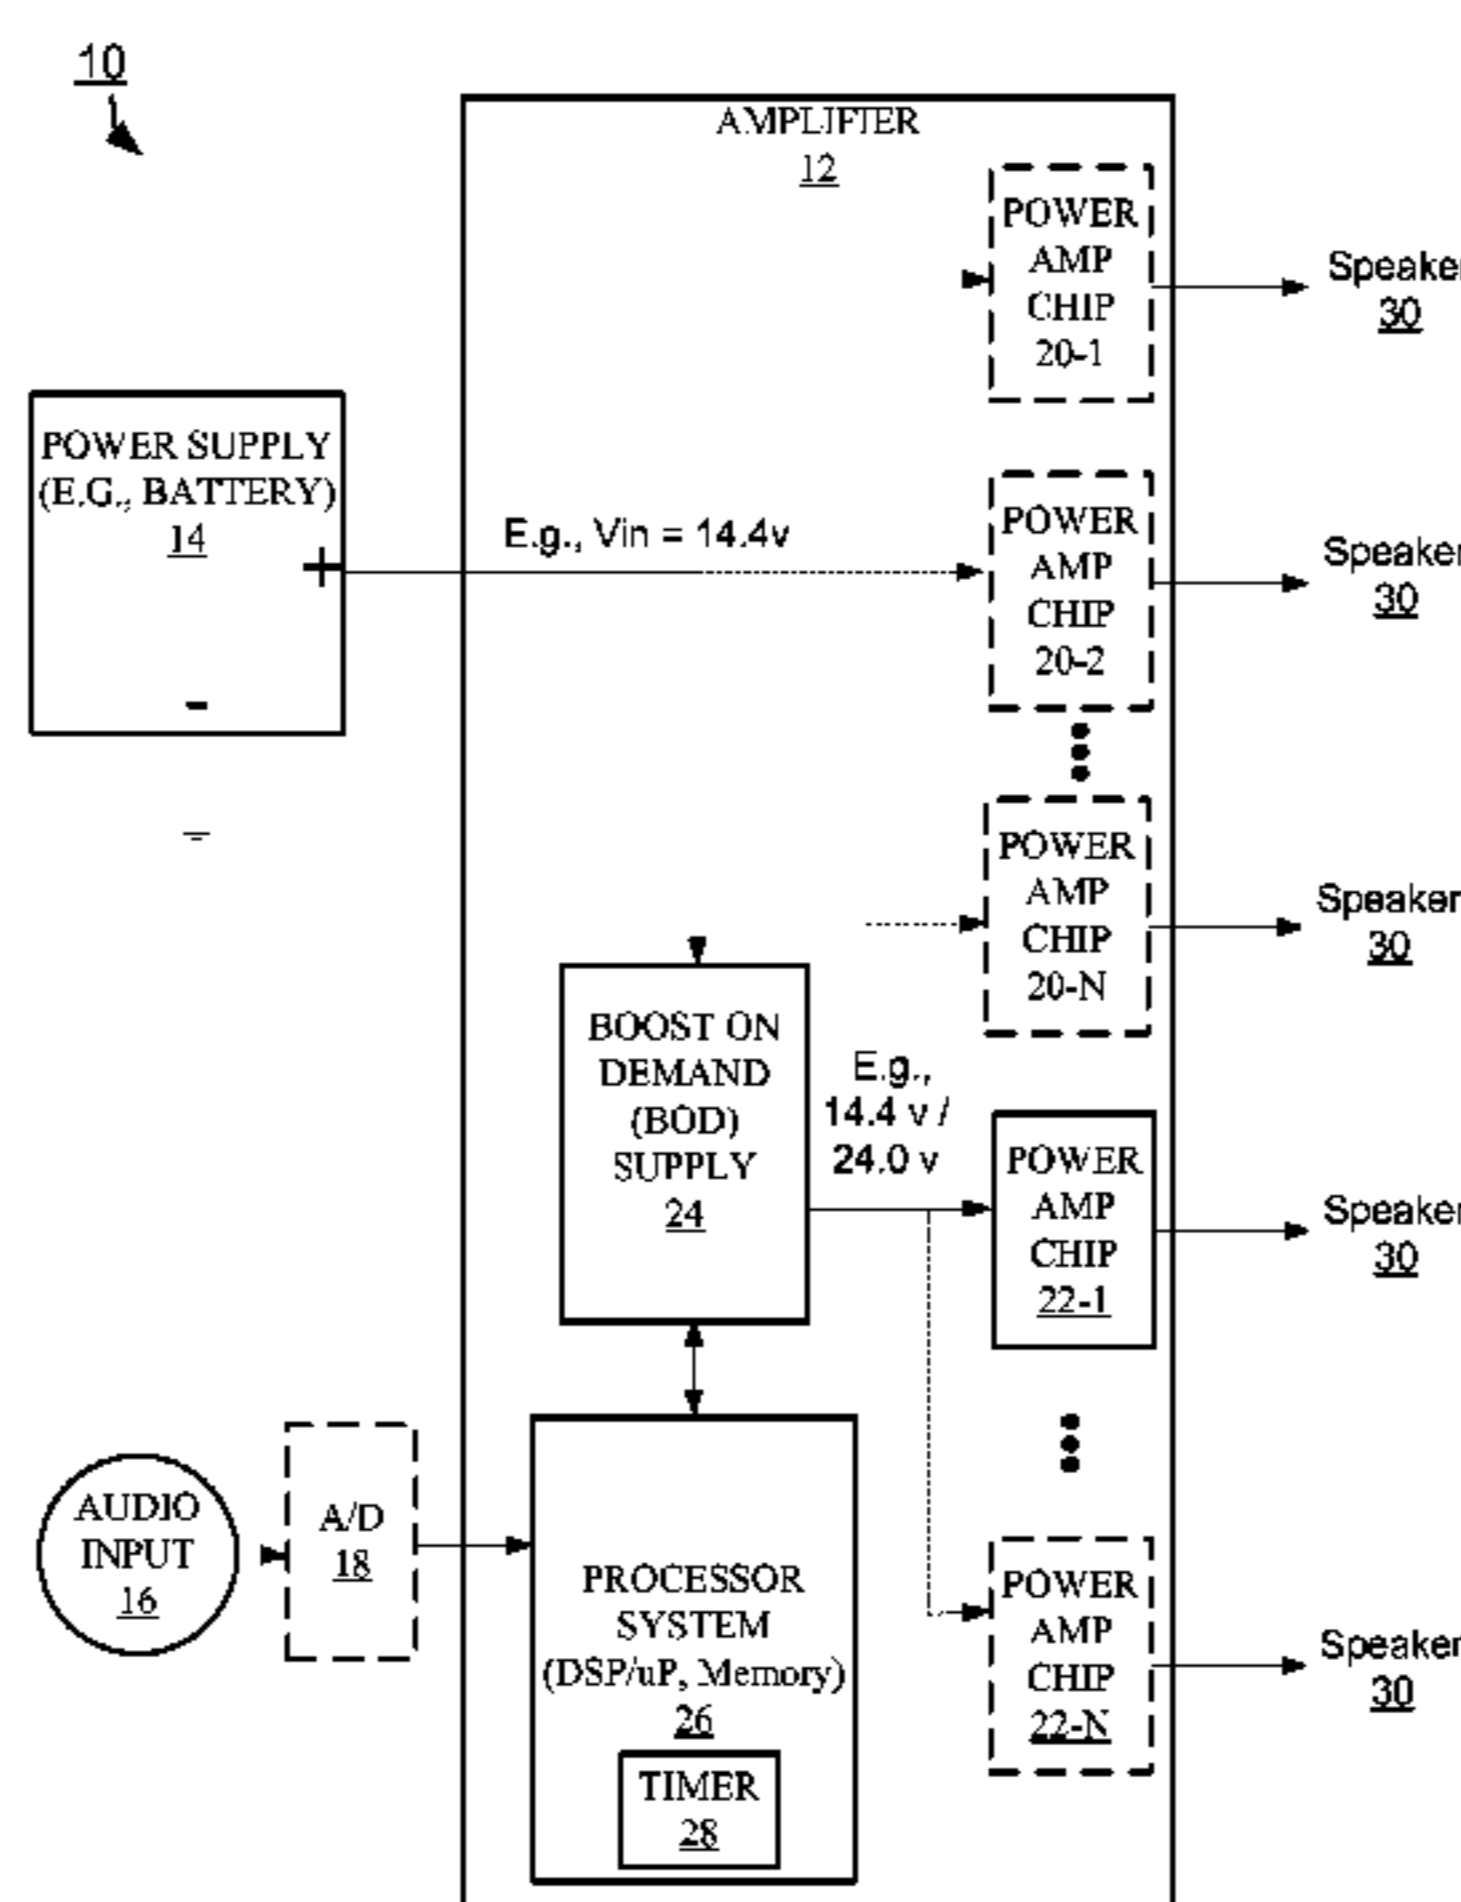 10
AMPLIFIER
12
POWER
AMP
CHIP
20-1
Speaker
30
POWER SUPPLY
(E.G., BATTERY)
14
+
-
E.g., Vin = 14.4v
POWER
AMP
CHIP
20-2
Speaker
30
POWER
AMP
CHIP
20-N
Speaker
30
BOOST ON
DEMAND
(BOD)
SUPPLY
24
E.g.,
14.4 v /
24.0 v
POWER
AMP
CHIP
22-1
Speaker
30
AUDIO
INPUT
16
A/D
18
PROCESSOR
SYSTEM
(DSP/uP, Memory)
26
TIMER
28
POWER
AMP
CHIP
22-N
Speaker
30